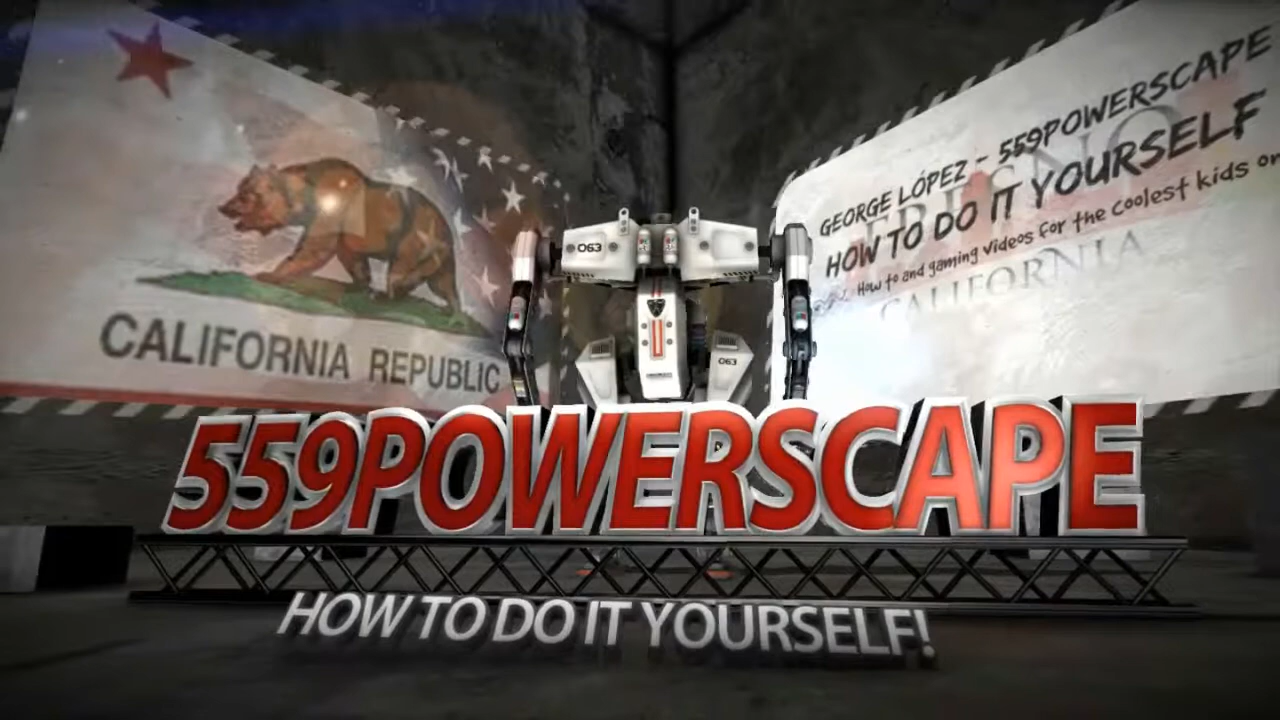 CALIFORNIA REPUBLIC
GEORGE LÓPEZ - 559POWERSCAPE
HOW TO DO IT YOURSELF
How to and gaming videos for the coolest kids on
FRESNO
CALIFORNIA
063
063
559POWERSCAPE
HOW TO DO IT YOURSELF!